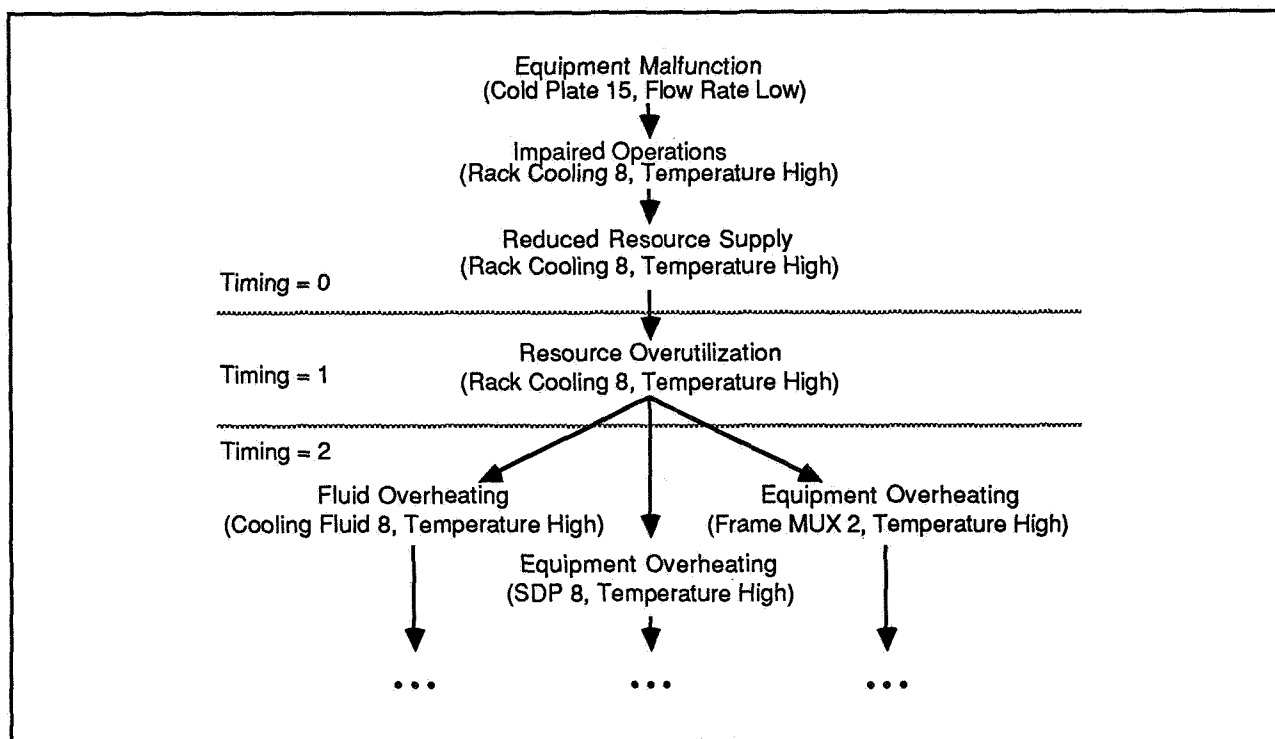 Equipment Malfunction
(Cold Plate 15, Flow Rate Low)
Impaired Operations
(Rack Cooling 8, Temperature High)
Reduced Resource Supply
(Rack Cooling 8, Temperature High)
Timing = 0
Resource Overutilization
Timing = 1
(Rack Cooling 8, Temperature High)
Timing = 2
Fluid Overheating
(Cooling Fluid 8, Temperature High)
Equipment Overheating
(Frame MUX 2, Temperature High)
Equipment Overheating
(SDP 8, Temperature High)
••• ••• •••